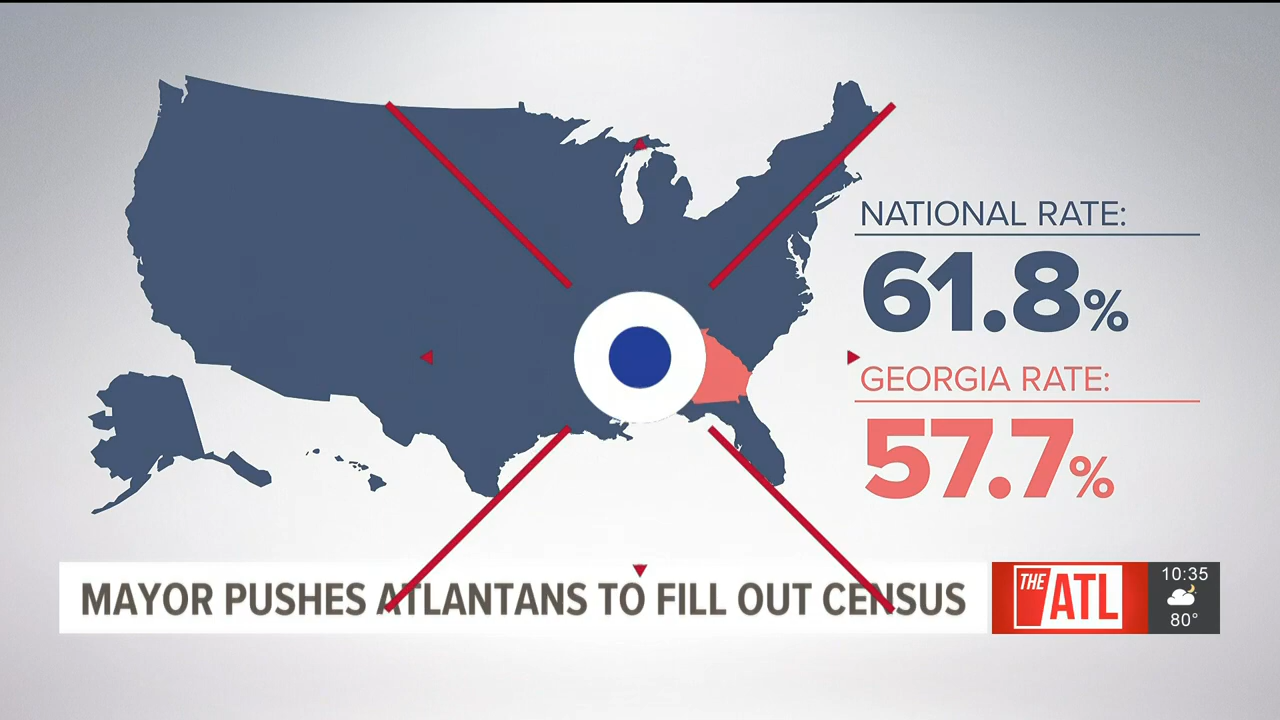 NATIONAL RATE:
61.8%
GEORGIA RATE:
57.7%
MAYOR PUSHES ATLANTANS TO FILL OUT CENSUS
THE ATL
10:35
80°